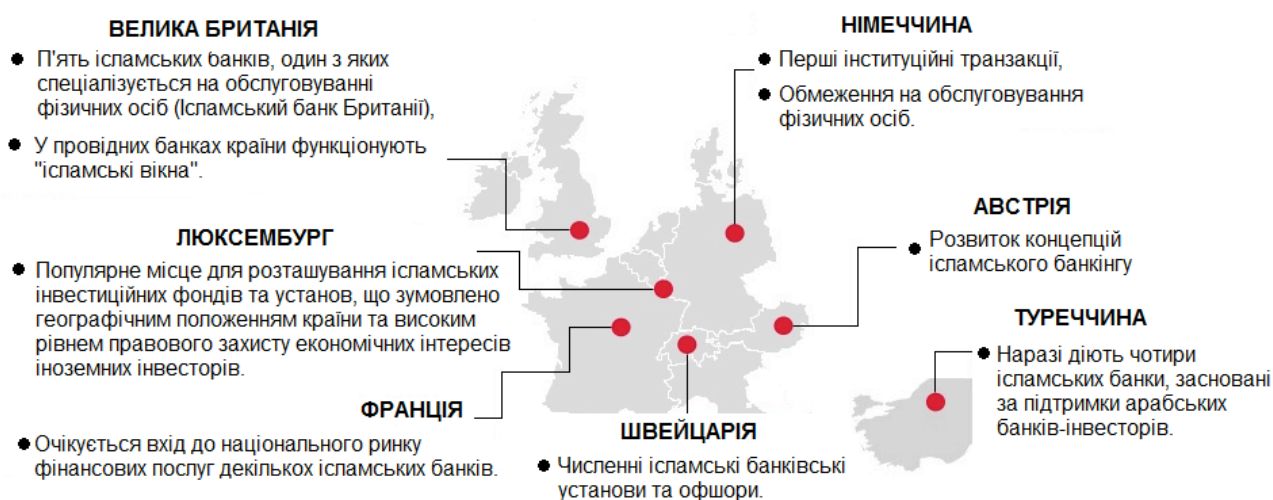 ВЕЛИКА БРИТАНІЯ
● П'ять ісламських банків, один з яких
спеціалізується на обслуговуванні
фізичних осіб (Ісламський банк Британії),
● У провідних банках країни функціонують
"ісламські вікна".
ЛЮКСЕМБУРГ
● Популярне місце для розташування ісламських
інвестиційних фондів та установ, що зумовлено
географічним положенням країни та високим
рівнем правового захисту економічних інтересів
іноземних інвесторів.
ФРАНЦІЯ
● Очікується вхід до національного ринку
фінансових послуг декількох ісламських банків.
НІМЕЧЧИНА
● Перші інституційні транзакції,
● Обмеження на обслуговування
фізичних осіб.
АВСТРІЯ
● Розвиток концепцій
ісламського банкінгу
ТУРЕЧЧИНА
● Наразі діють чотири
ісламських банки, засновані
за підтримки арабських
банків-інвесторів.
ШВЕЙЦАРІЯ
● Численні ісламські банківські
установи та офшори.